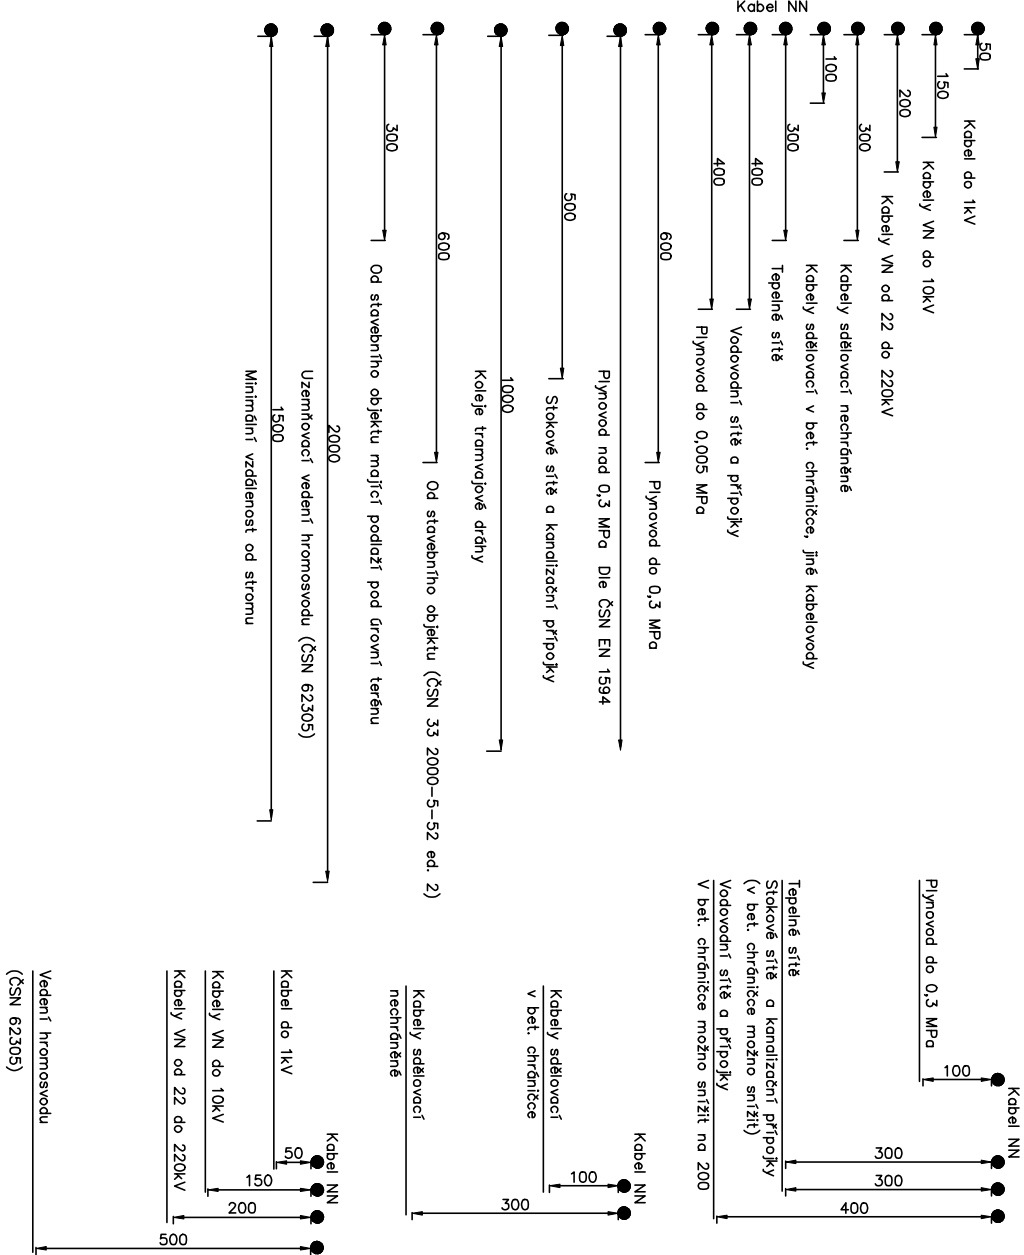 Kabel NN
50
Kabel do 1kV
150
Kabely VN do 10kV
200
Kabely VN od 22 do 220kV
300
Kabely sdělovací nechráněné
100
Kabely sdělovací v bet. chráničce, jiné kabelovody
300
Tepelné sítě
400
Vodovodní sítě a přípojky
400
Plynovod do 0,005 MPa
600
Plynovod do 0,3 MPa
Plynovod nad 0,3 MPa Dle ČSN EN 1594
500
Stokové sítě a kanalizační přípojky
1000
Koleje tramvajové dráhy
600
Od stavebního objektu (ČSN 33 2000-5-52 ed. 2)
300
Od stavebního objektu mající podlaží pod úrovní terénu
2000
Uzemňovací vedení hromosvodu (ČSN 62305)
1500
Minimální vzdálenost od stromu
Kabel NN
Plynovod do 0,3 MPa
100
Tepelné sítě
300
Stokové sítě a kanalizační přípojky
(v bet. chráničce možno snížit)
300
Vodovodní sítě a přípojky
V bet. chráničce možno snížit na 200
400
Kabel NN
Kabely sdělovací
v bet. chráničce
100
Kabely sdělovací
nechráněné
300
Kabel NN
Kabel do 1kV
50
Kabely VN do 10kV
150
Kabely VN od 22 do 220kV
200
Vedení hromosvodu
(ČSN 62305)
500